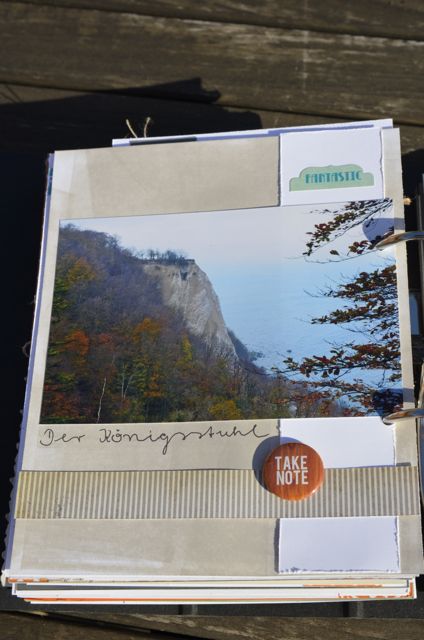 FANTASTIC
Der Königsstuhl
TAKE
NOTE